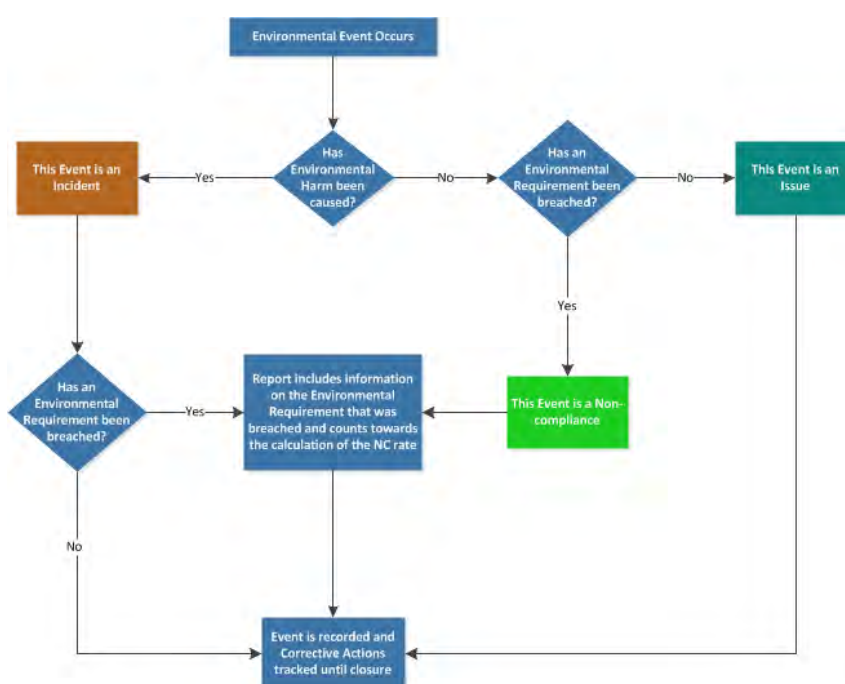 Environmental Event Occurs
Has
Environmental
Harm been
caused?
Has an
Environmental
Requirement been
breached?
This Event is an
Incident
Yes
No
No
This Event is an
Issue
Yes
Has an
Environmental
Requirement been
breached?
Yes
Report includes information
on the Environmental
Requirement that was
breached and counts towards
the calculation of the NC rate
This Event is a Non-
compliance
No
Event is recorded and
Corrective Actions
tracked until closure